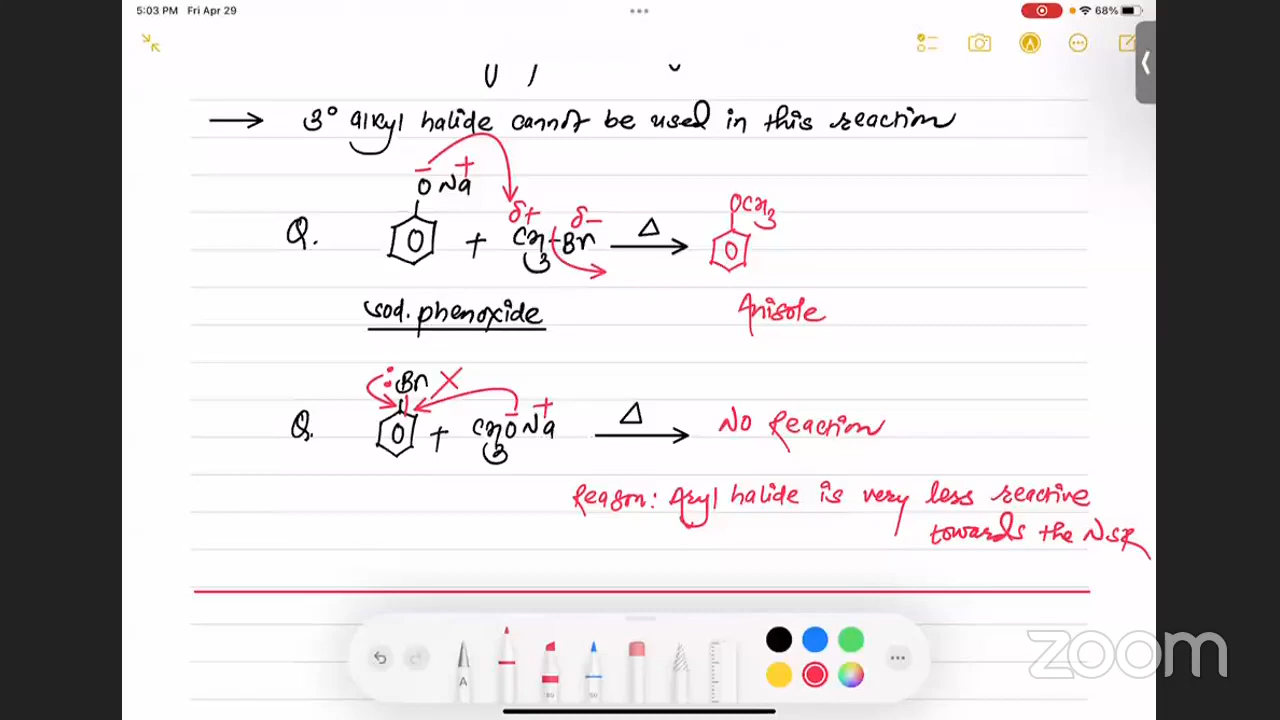 5:03 PM Fri Apr 29
68%
→ 3° alkyl halide cannot be used in this reaction
O⁻ Na⁺
δ+ δ−
Q. + CH3-Br Δ → OCH3
sod. phenoxide Anisole
Br X
Q. + CH3O⁻ Na⁺ Δ → No Reaction
Reason: Aryl halide is very less reactive
towards the NSR
A
80
50
zoom